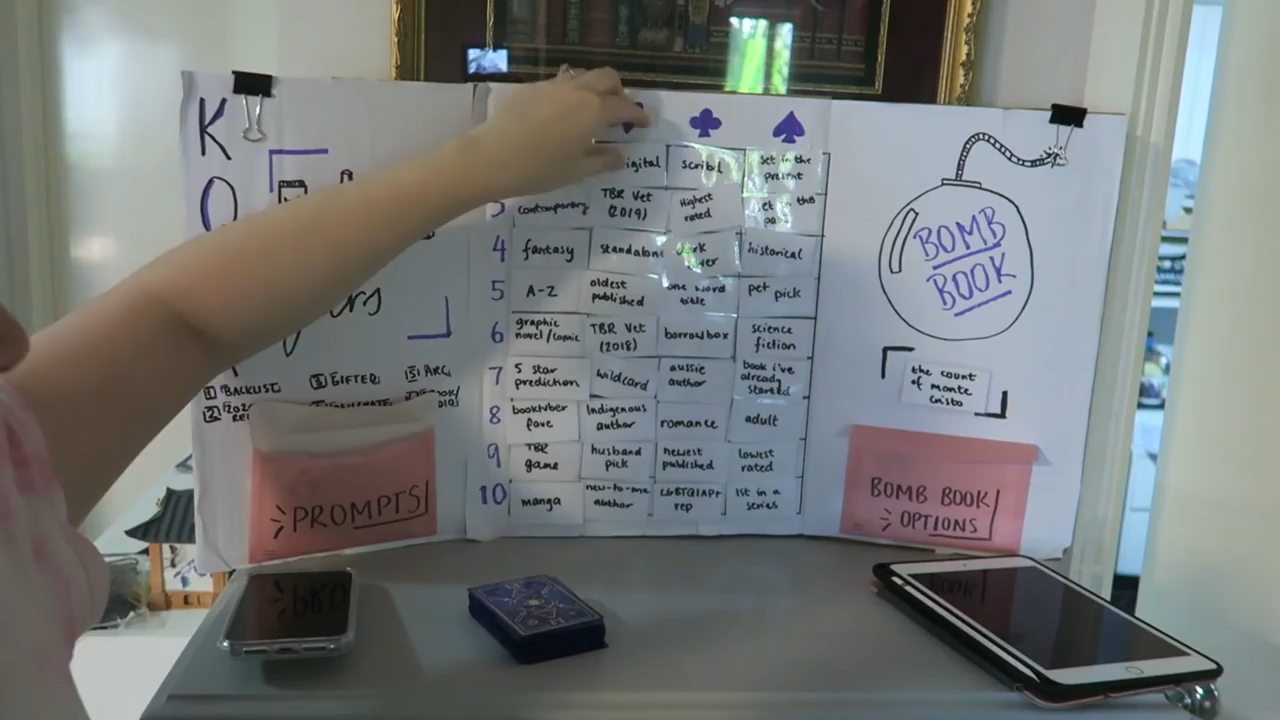 K
O
1 BACKLIST
3 GIFTED
5 ARC
2
PROMPTS
digital
scribd
set in the
present
3
contemporary
TBR Vet
(2019)
Highest
rated
set in the
past
4
fantasy
standalone
historical
5
A-Z
oldest
published
one word
title
pet pick
6
graphic
novel/comic
TBR Vet
(2018)
borrowbox
science
fiction
7
5 star
prediction
wildcard
aussie
author
book i've
already
started
8
booktuber
fave
Indigenous
author
romance
adult
9
TBR
game
husband
pick
newest
published
lowest
rated
10
manga
new-to-me
author
LGBTQIAP+
rep
1st in a
series
BOMB
BOOK
the count
of monte
cristo
BOMB BOOK
OPTIONS